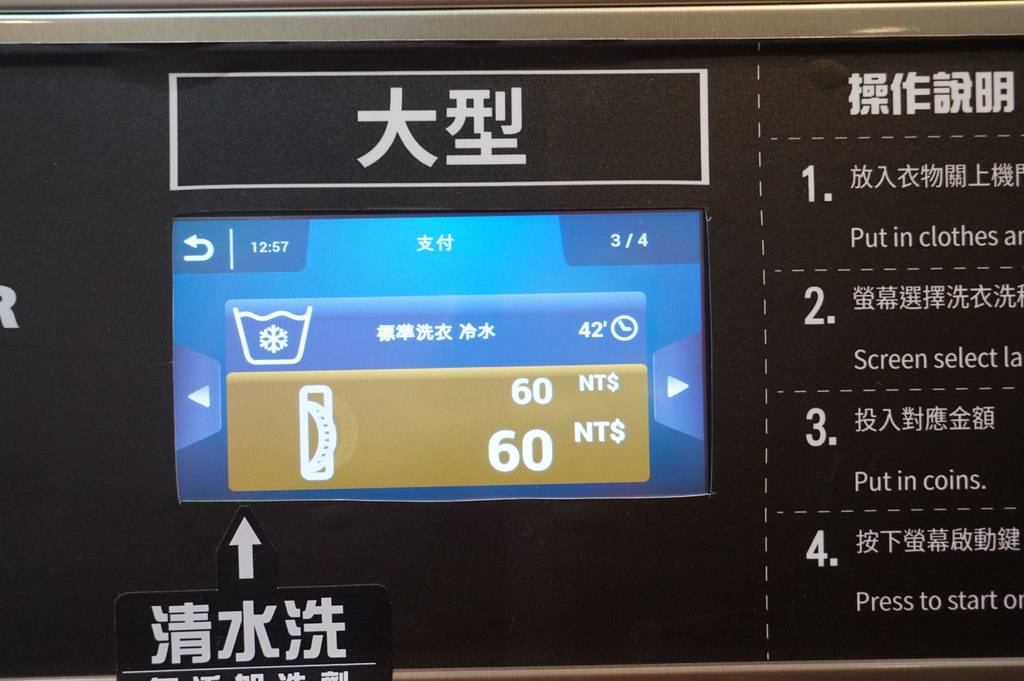 大型
12:57
支付
3 / 4
標準洗衣 冷水
42'
60 NT$
60 NT$
清水洗
R
操作說明
1. 放入衣物關上機門
Put in clothes
2. 螢幕選擇洗衣洗
Screen select
3. 投入對應金額
Put in coins.
4. 按下螢幕啟動鍵
Press to start